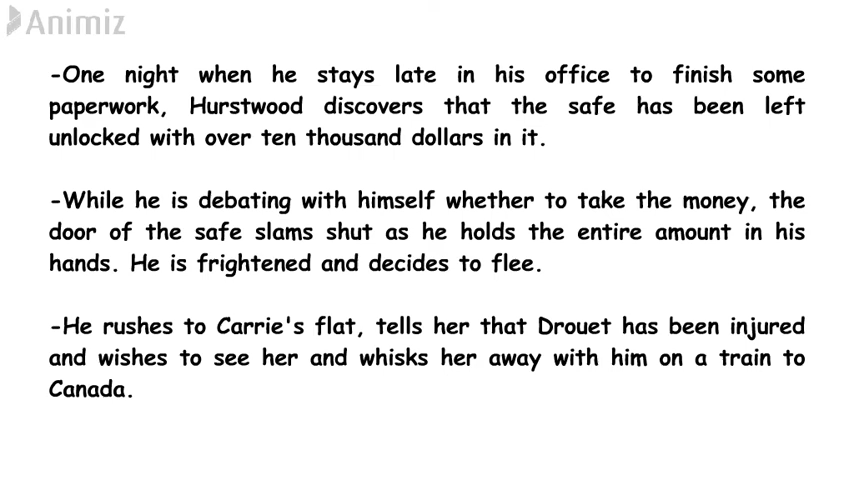 Animiz
-One night when he stays late in his office to finish some
paperwork, Hurstwood discovers that the safe has been left
unlocked with over ten thousand dollars in it.
-While he is debating with himself whether to take the money, the
door of the safe slams shut as he holds the entire amount in his
hands. He is frightened and decides to flee.
-He rushes to Carrie's flat, tells her that Drouet has been injured
and wishes to see her and whisks her away with him on a train to
Canada.